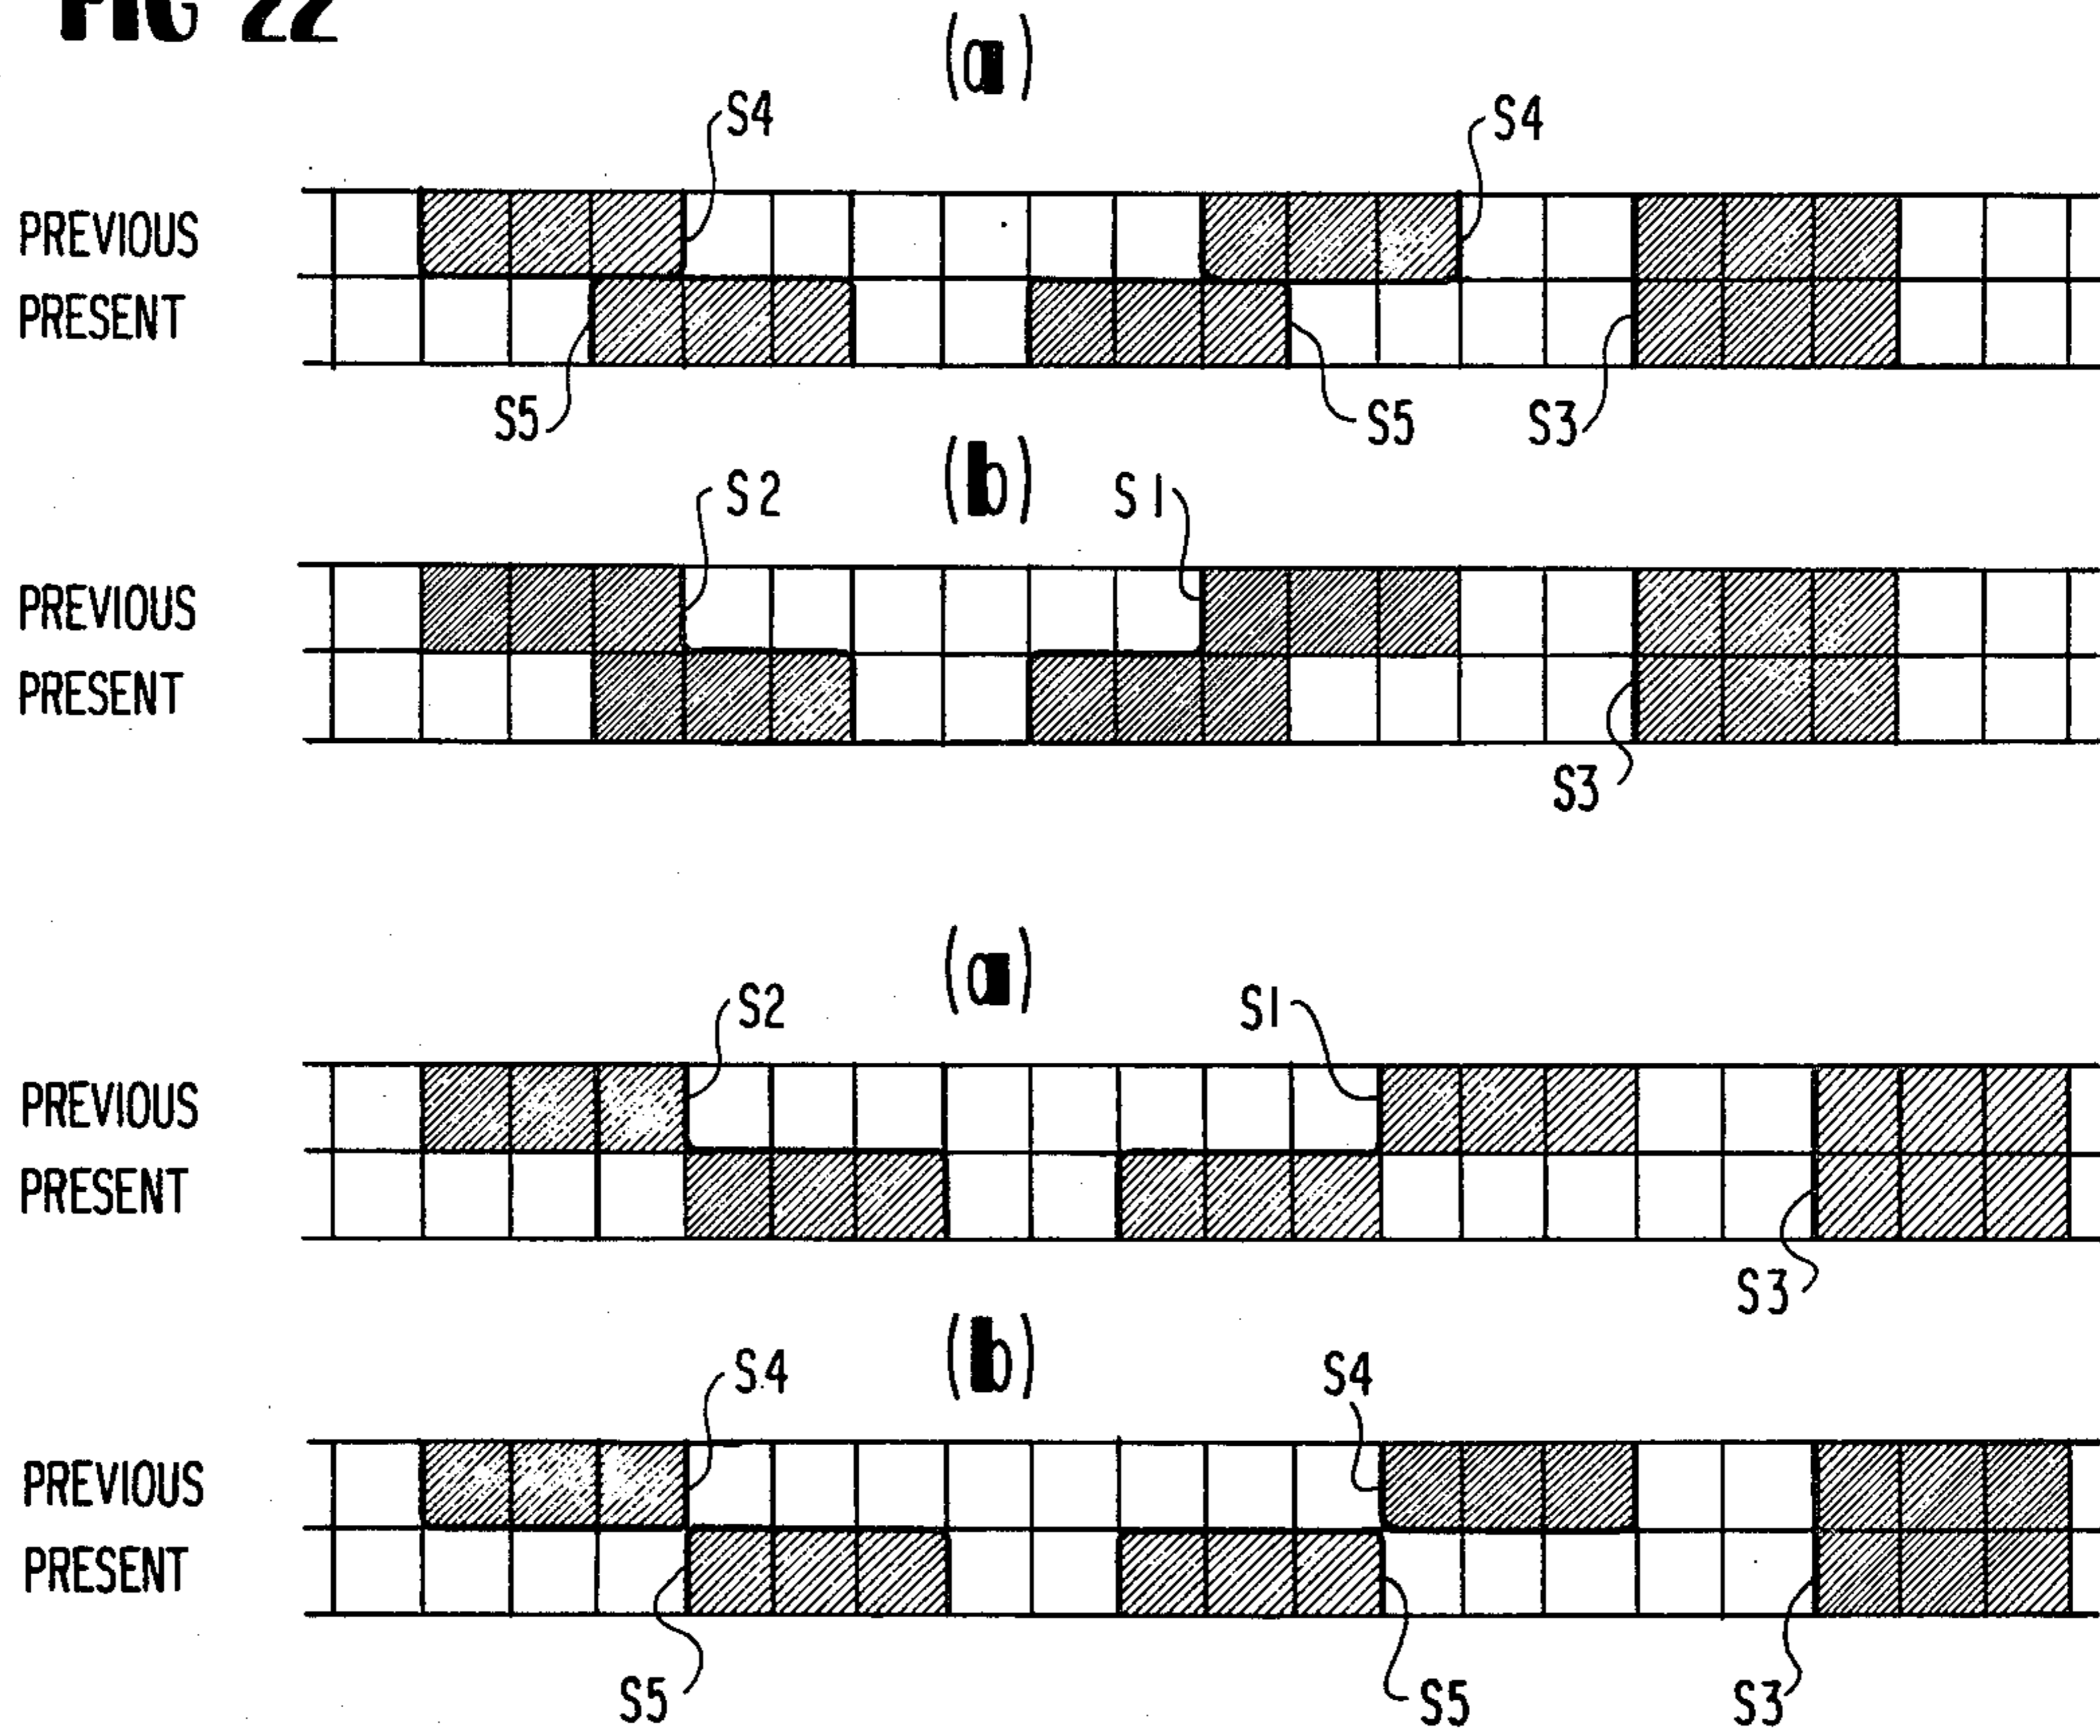 FIG 22
(a)
S4 S4
PREVIOUS
PRESENT
S5 S5 S3
(b)
S2 S1
PREVIOUS
PRESENT
S3
(a)
S2 S1
PREVIOUS
PRESENT
S3
(b)
S4 S4
PREVIOUS
PRESENT
S5 S5 S3